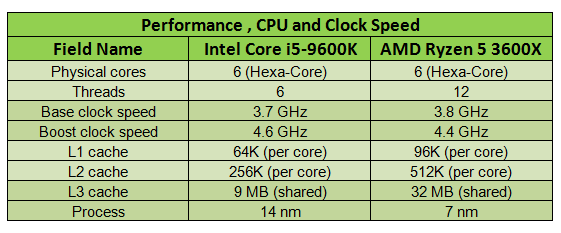 Performance , CPU and Clock Speed
Field Name Intel Core i5-9600K AMD Ryzen 5 3600X
Physical cores 6 (Hexa-Core) 6 (Hexa-Core)
Threads 6 12
Base clock speed 3.7 GHz 3.8 GHz
Boost clock speed 4.6 GHz 4.4 GHz
L1 cache 64K (per core) 96K (per core)
L2 cache 256K (per core) 512K (per core)
L3 cache 9 MB (shared) 32 MB (shared)
Process 14 nm 7 nm